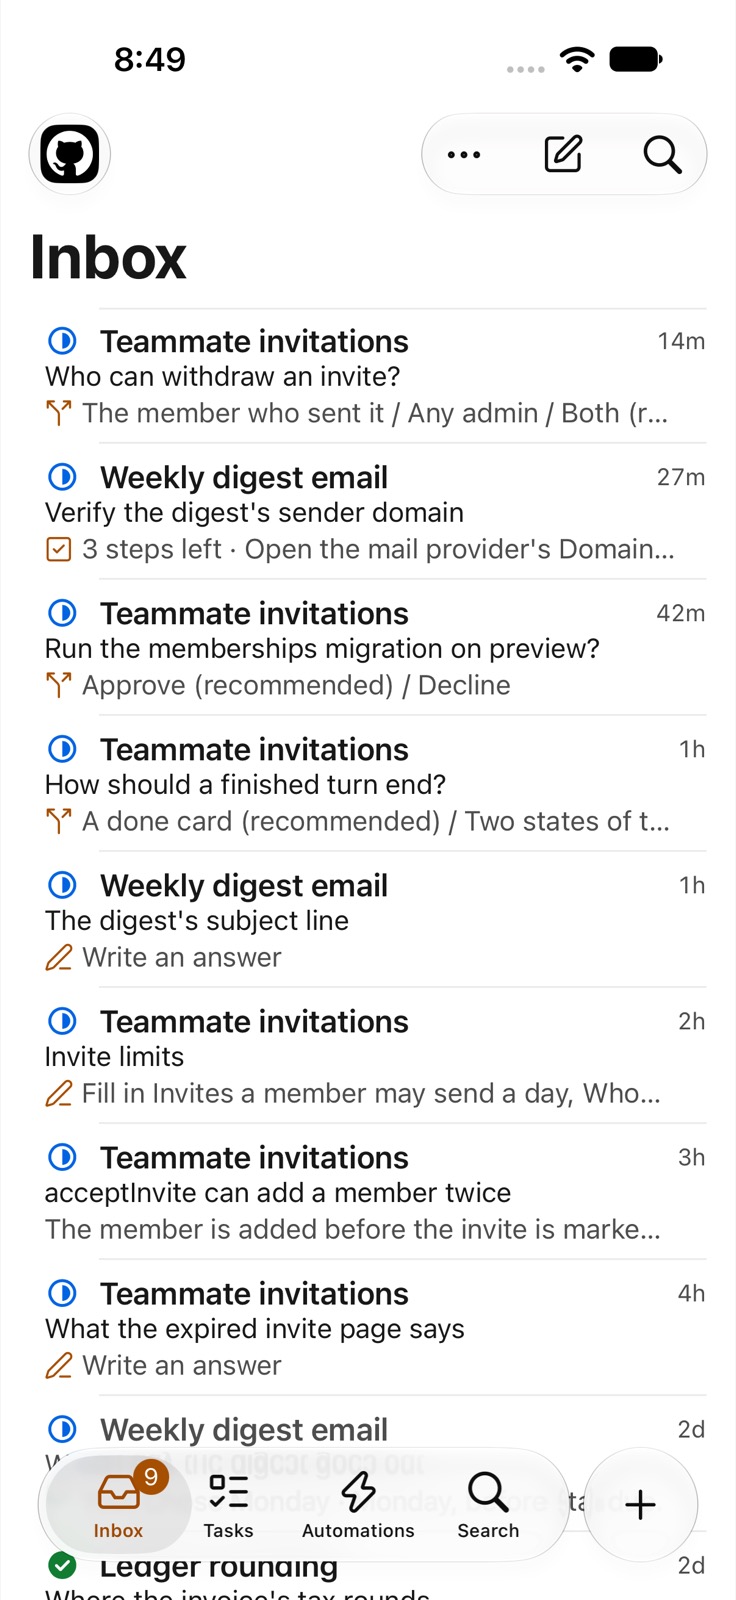 8:49
Inbox
Teammate invitations 14m
Who can withdraw an invite?
The member who sent it / Any admin / Both (r...
Weekly digest email 27m
Verify the digest's sender domain
3 steps left · Open the mail provider's Domain...
Teammate invitations 42m
Run the memberships migration on preview?
Approve (recommended) / Decline
Teammate invitations 1h
How should a finished turn end?
A done card (recommended) / Two states of t...
Weekly digest email 1h
The digest's subject line
Write an answer
Teammate invitations 2h
Invite limits
Fill in Invites a member may send a day, Who...
Teammate invitations 3h
acceptInvite can add a member twice
The member is added before the invite is marke...
Teammate invitations 4h
What the expired invite page says
Write an answer
Weekly digest email 2d
9
Inbox Tasks Automations Search
Ledger rounding 2d
Where the invoice's tax rounds